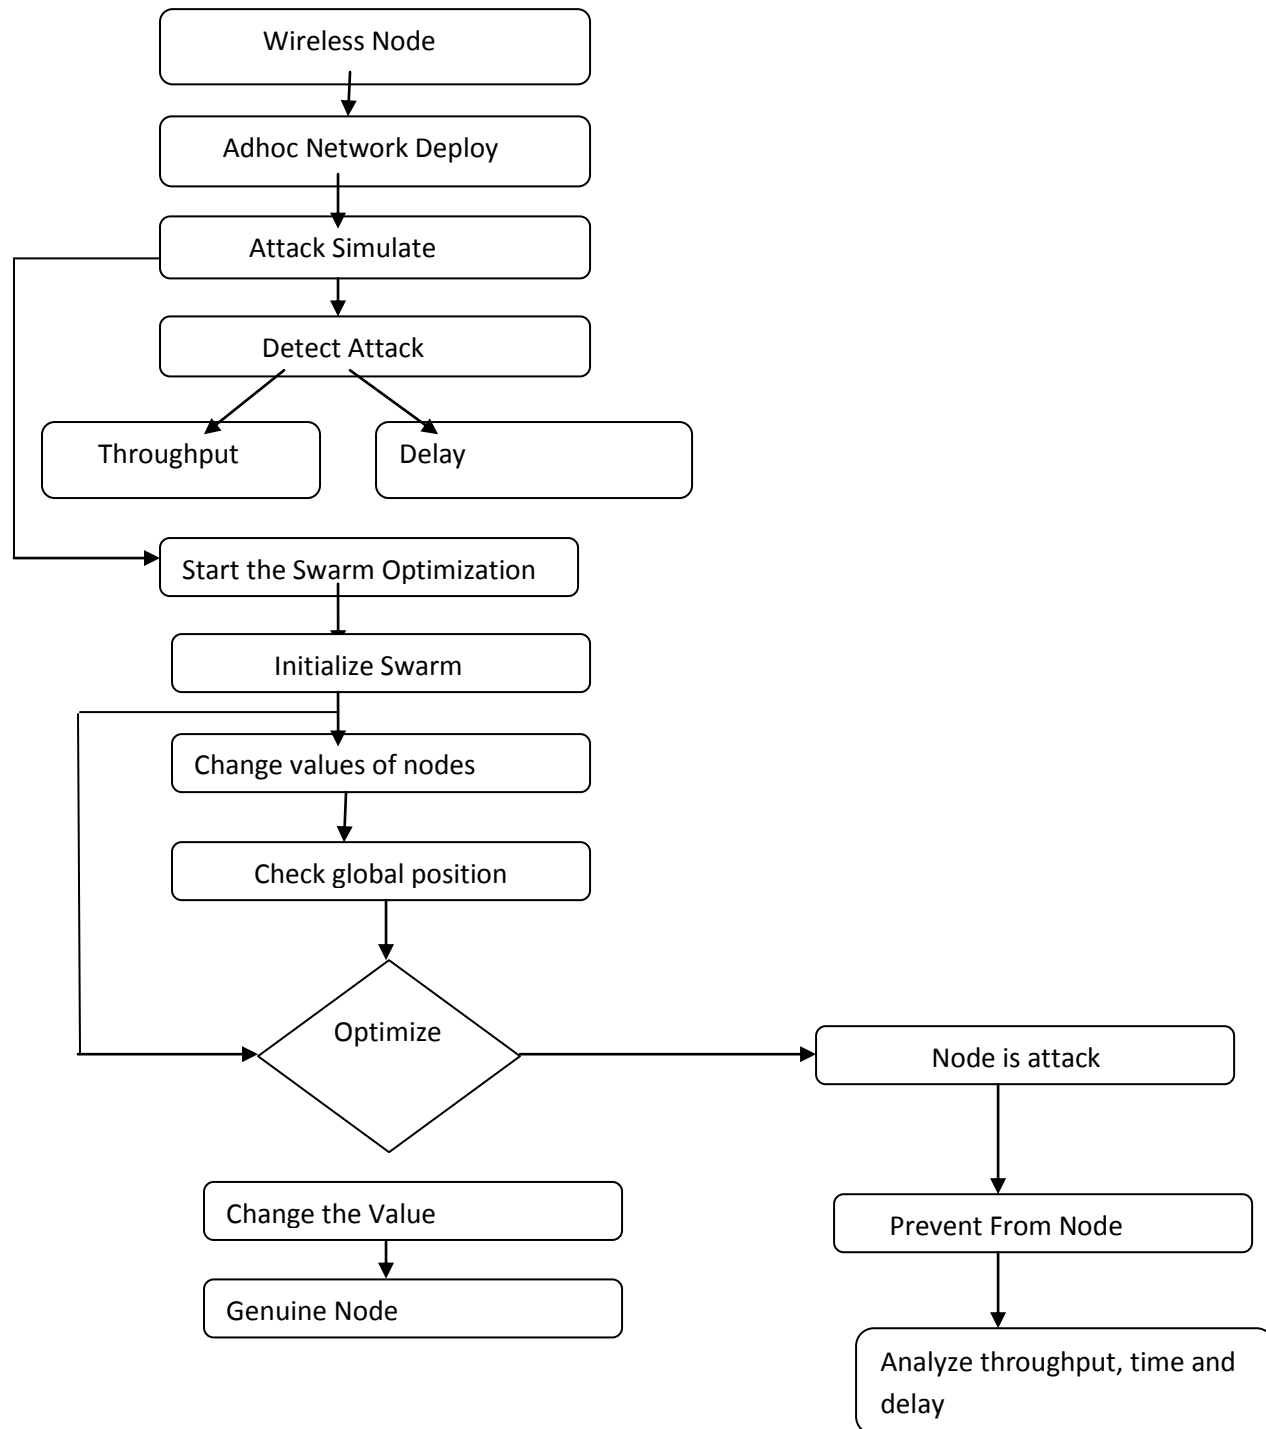 Wireless Node
Adhoc Network Deploy
Attack Simulate
Detect Attack
Throughput
Delay
Start the Swarm Optimization
Initialize Swarm
Change values of nodes
Check global position
Optimize
Node is attack
Change the Value
Prevent From Node
Genuine Node
Analyze throughput, time and
delay